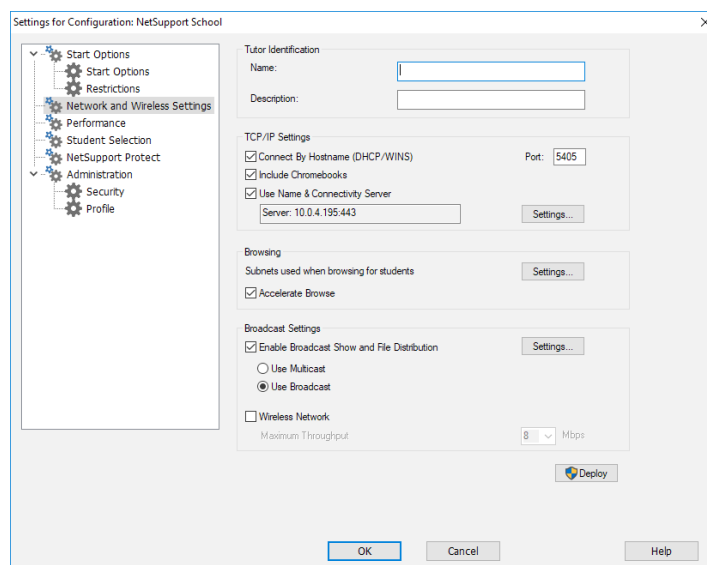 Settings for Configuration: NetSupport School
Start Options
Start Options
Restrictions
Network and Wireless Settings
Performance
Student Selection
NetSupport Protect
Administration
Security
Profile
Tutor Identification
Name:
Description:
TCP/IP Settings
Connect By Hostname (DHCP/WINS)
Port: 5405
Include Chromebooks
Use Name & Connectivity Server
Server: 10.0.4.195:443
Settings...
Browsing
Subnets used when browsing for students
Settings...
Accelerate Browse
Broadcast Settings
Enable Broadcast Show and File Distribution
Settings...
Use Multicast
Use Broadcast
Wireless Network
Maximum Throughput
8 Mbps
Deploy
OK
Cancel
Help